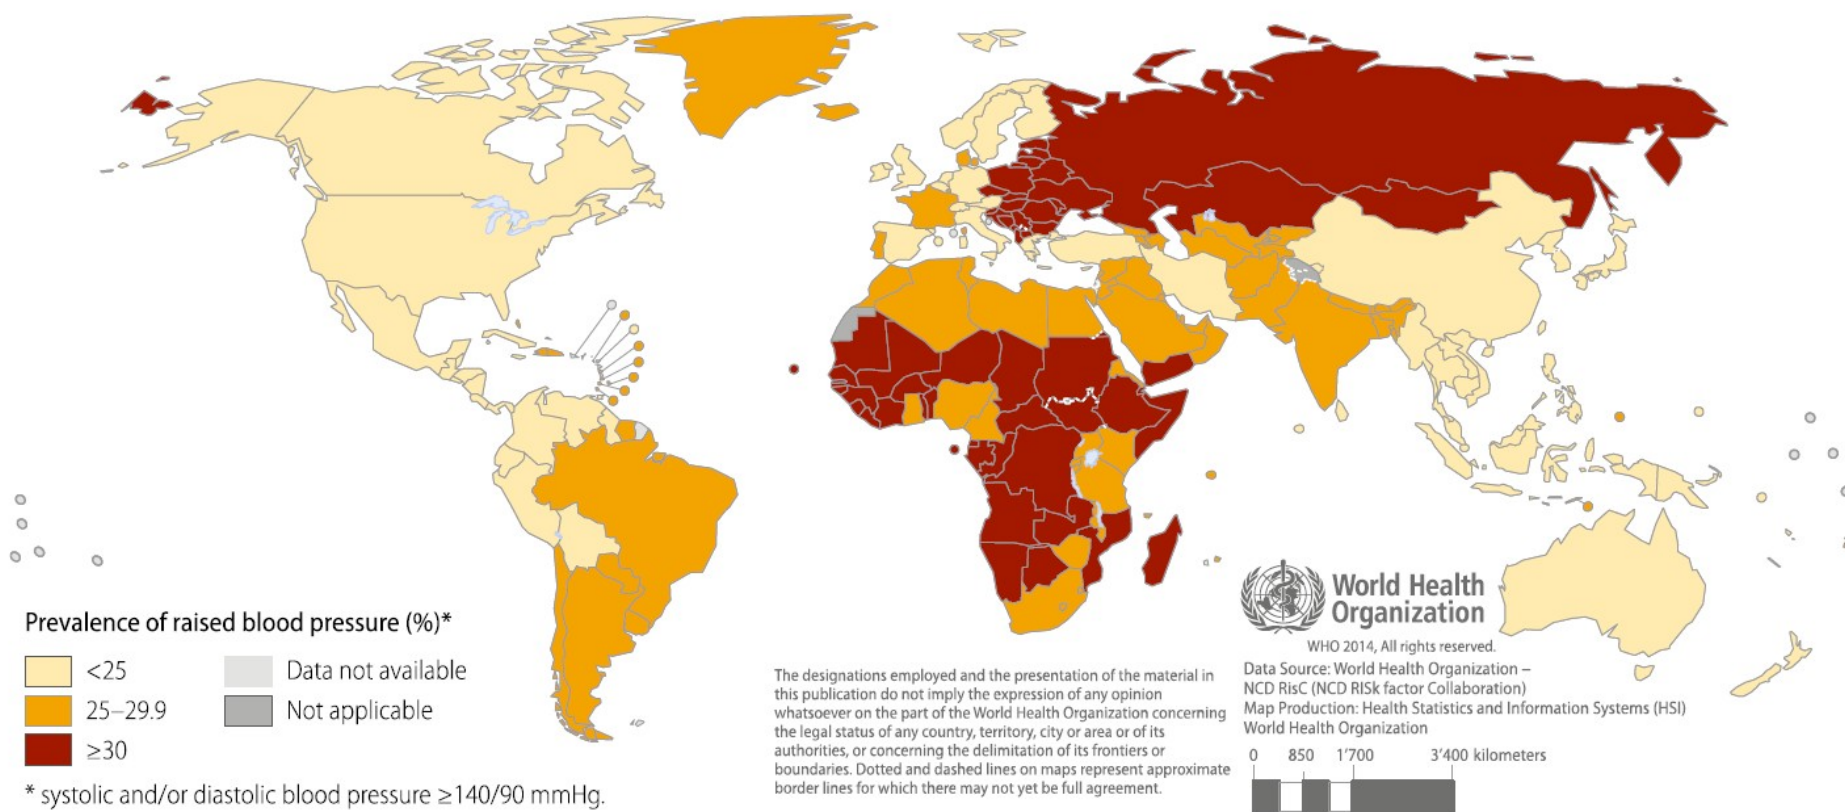 Prevalence of raised blood pressure (%)*
<25
25–29.9
≥30
Data not available
Not applicable
* systolic and/or diastolic blood pressure ≥140/90 mmHg.
The designations employed and the presentation of the material in
this publication do not imply the expression of any opinion
whatsoever on the part of the World Health Organization concerning
the legal status of any country, territory, city or area or of its
authorities, or concerning the delimitation of its frontiers or
boundaries. Dotted and dashed lines on maps represent approximate
border lines for which there may not yet be full agreement.
World Health
Organization
WHO 2014, All rights reserved.
Data Source: World Health Organization –
NCD RisC (NCD RISk factor Collaboration)
Map Production: Health Statistics and Information Systems (HSI)
World Health Organization
0 850 1'700 3'400 kilometers